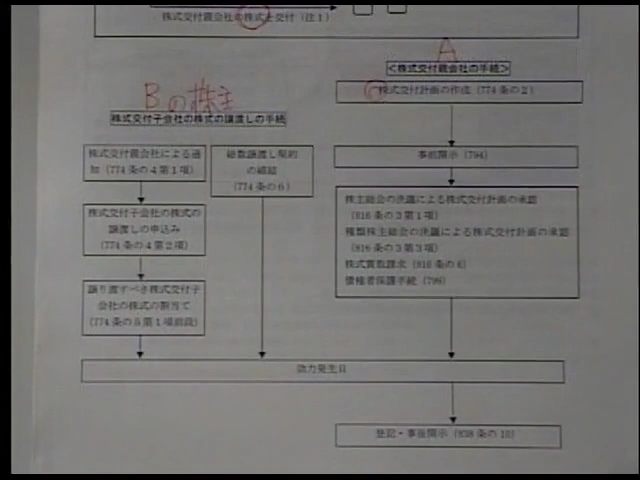 株式交付親会社の株式を交付（注1）
A
＜株式交付親会社の手続＞
株式交付計画の作成（774条の2）
Bの株主
株式交付子会社の株式の譲渡しの手続
株式交付親会社による通
知（774条の4第1項）
総数譲渡し契約
の締結
（774条の6）
事前開示（794）
株式交付子会社の株式の
譲渡しの申込み
（774条の4第2項）
株主総会の決議による株式交付計画の承認
（816条の3第1項）
種類株主総会の決議による株式交付計画の承認
（816条の3第3項）
株式買取請求（816条の6）
債権者保護手続（799）
譲り渡すべき株式交付子
会社の株式の割当て
（774条の5第1項前段）
効力発生日
登記・事後開示（838条の10）